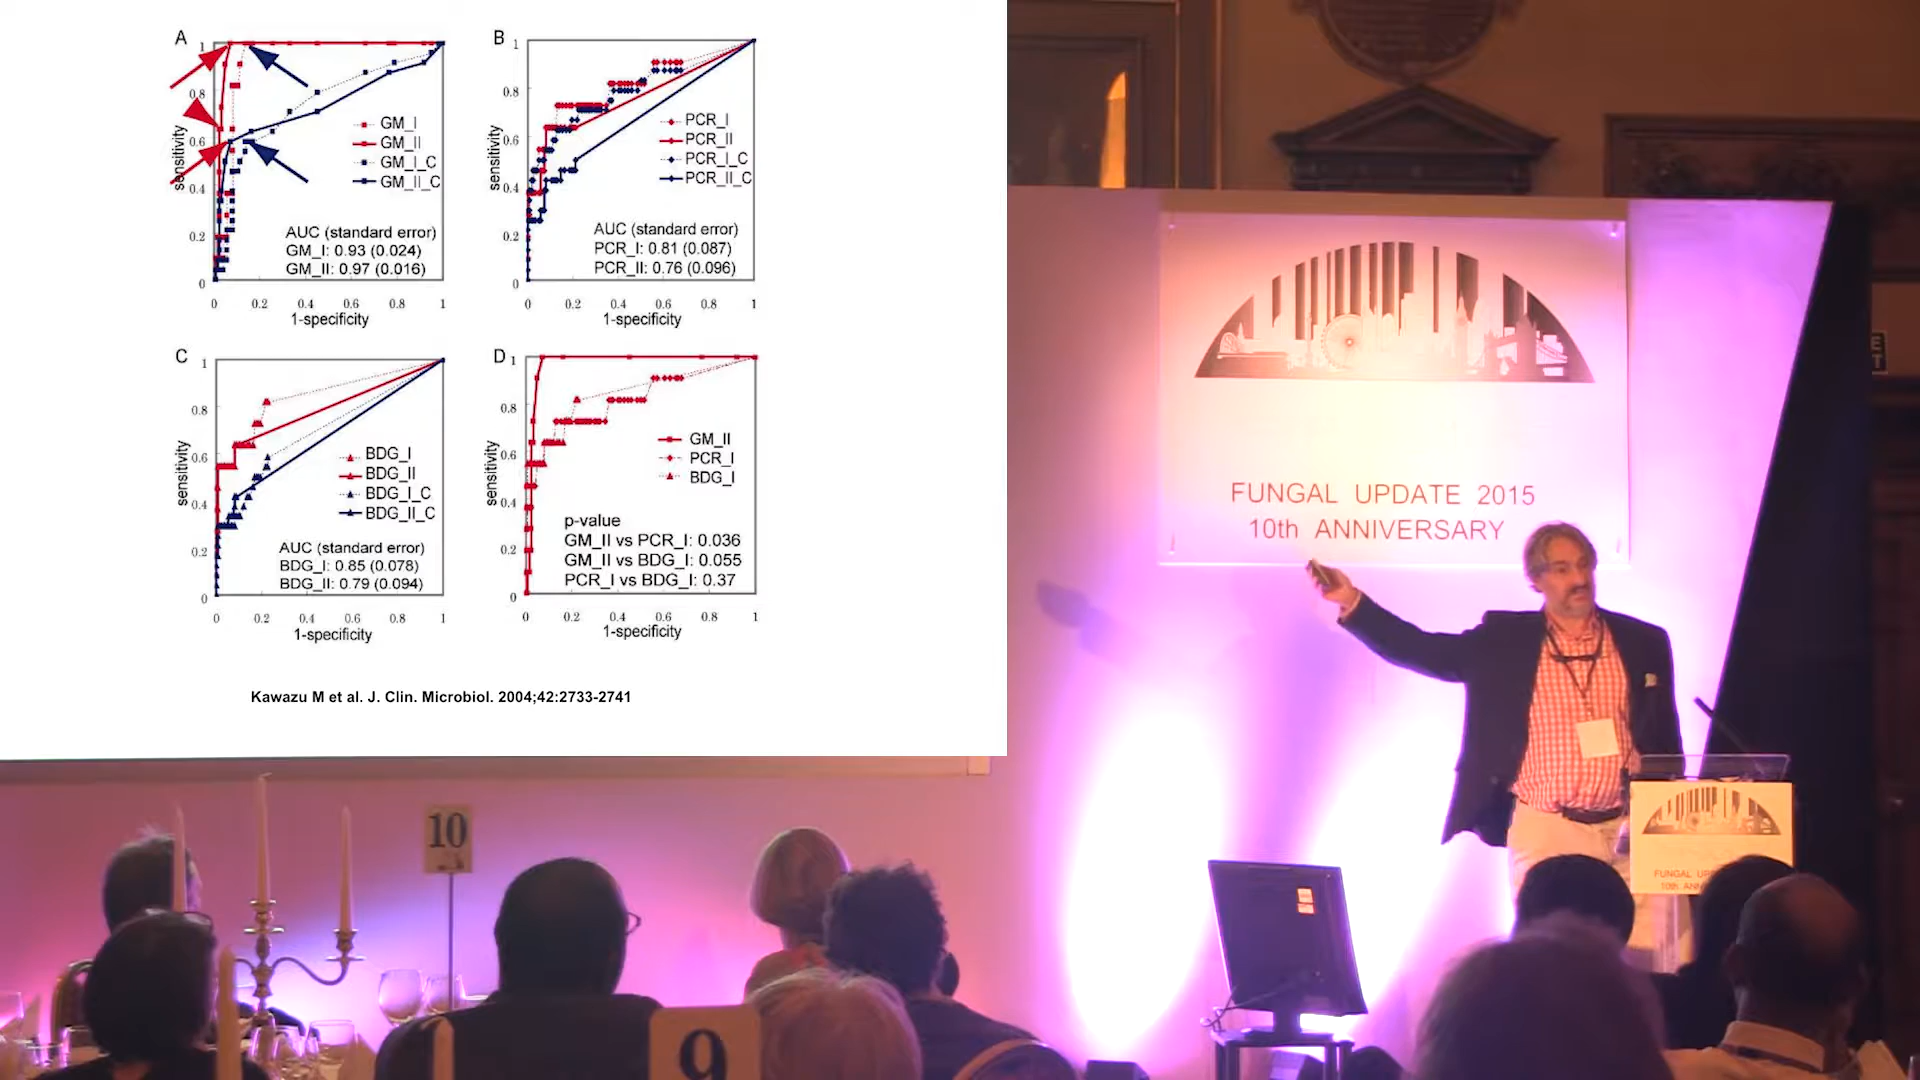 A
B
1
0.8
0.6
0.4
0.2
0
sensitivity
GM_I
GM_II
GM_I_C
GM_II_C
AUC (standard error)
GM_I: 0.93 (0.024)
GM_II: 0.97 (0.016)
0 0.2 0.4 0.6 0.8 1
1-specificity
1
0.8
0.6
0.4
0.2
0
sensitivity
PCR_I
PCR_II
PCR_I_C
PCR_II_C
AUC (standard error)
PCR_I: 0.81 (0.087)
PCR_II: 0.76 (0.096)
0 0.2 0.4 0.6 0.8 1
1-specificity
C
D
1
0.8
0.6
0.4
0.2
0
sensitivity
BDG_I
BDG_II
BDG_I_C
BDG_II_C
AUC (standard error)
BDG_I: 0.85 (0.078)
BDG_II: 0.79 (0.094)
0 0.2 0.4 0.6 0.8 1
1-specificity
1
0.8
0.6
0.4
0.2
0
sensitivity
GM_II
PCR_I
BDG_I
p-value
GM_II vs PCR_I: 0.036
GM_II vs BDG_I: 0.055
PCR_I vs BDG_I: 0.37
0 0.2 0.4 0.6 0.8 1
1-specificity
Kawazu M et al. J. Clin. Microbiol. 2004;42:2733-2741
FUNGAL UPDATE 2015
10th ANNIVERSARY
FUNGAL UP
10th ANN
10
9